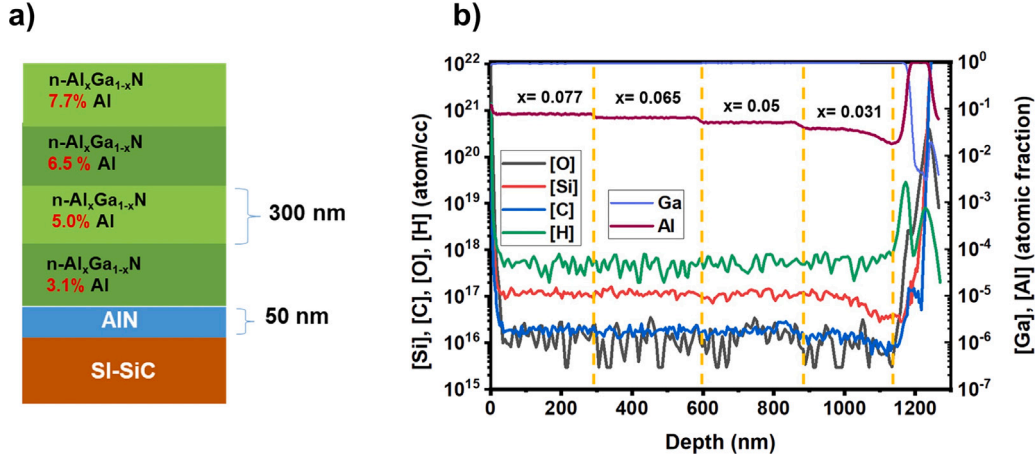 a)
n-AlₓGa₁₋ₓN
7.7% Al
n-AlₓGa₁₋ₓN
6.5 % Al
n-AlₓGa₁₋ₓN
5.0% Al
300 nm
n-AlₓGa₁₋ₓN
3.1% Al
AlN
50 nm
SI-SiC
b)
[Si], [C], [O], [H] (atom/cc)
10²²
10²¹
10²⁰
10¹⁹
10¹⁸
10¹⁷
10¹⁶
10¹⁵
x= 0.077
x= 0.065
x= 0.05
x= 0.031
[O]
[Si]
[C]
[H]
Ga
Al
10⁰
10⁻¹
10⁻²
10⁻³
10⁻⁴
10⁻⁵
10⁻⁶
10⁻⁷
[Ga], [Al] (atomic fraction)
0 200 400 600 800 1000 1200
Depth (nm)